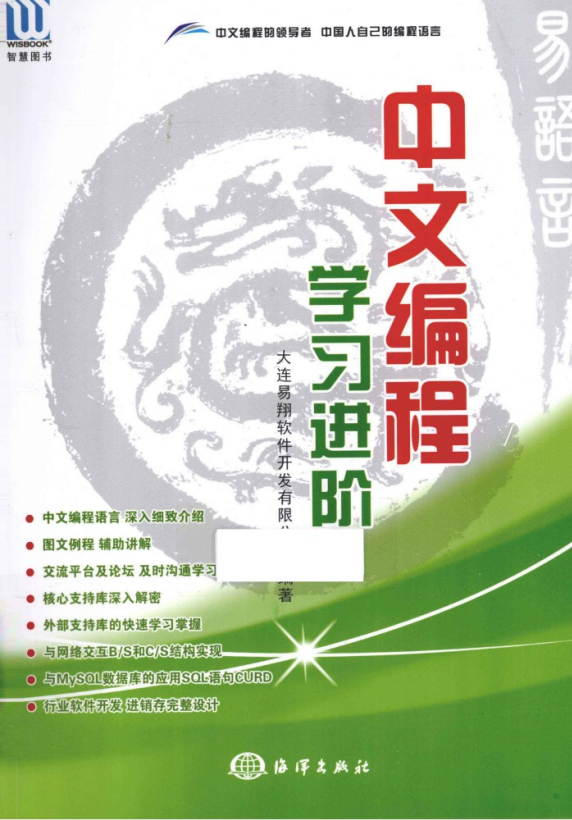 WISBOOK®
智慧图书
中文编程的领导者 中国人自己的编程语言
易語言
中文编程
学习进阶
大连易翔软件开发有限
著
中文编程语言 深入细致介绍
图文例程 辅助讲解
交流平台及论坛 及时沟通学习
核心支持库深入解密
外部支持库的快速学习掌握
与网络交互B/S和C/S结构实现
与MySQL数据库的应用SQL语句CURD
行业软件开发 进销存完整设计
海洋出版社